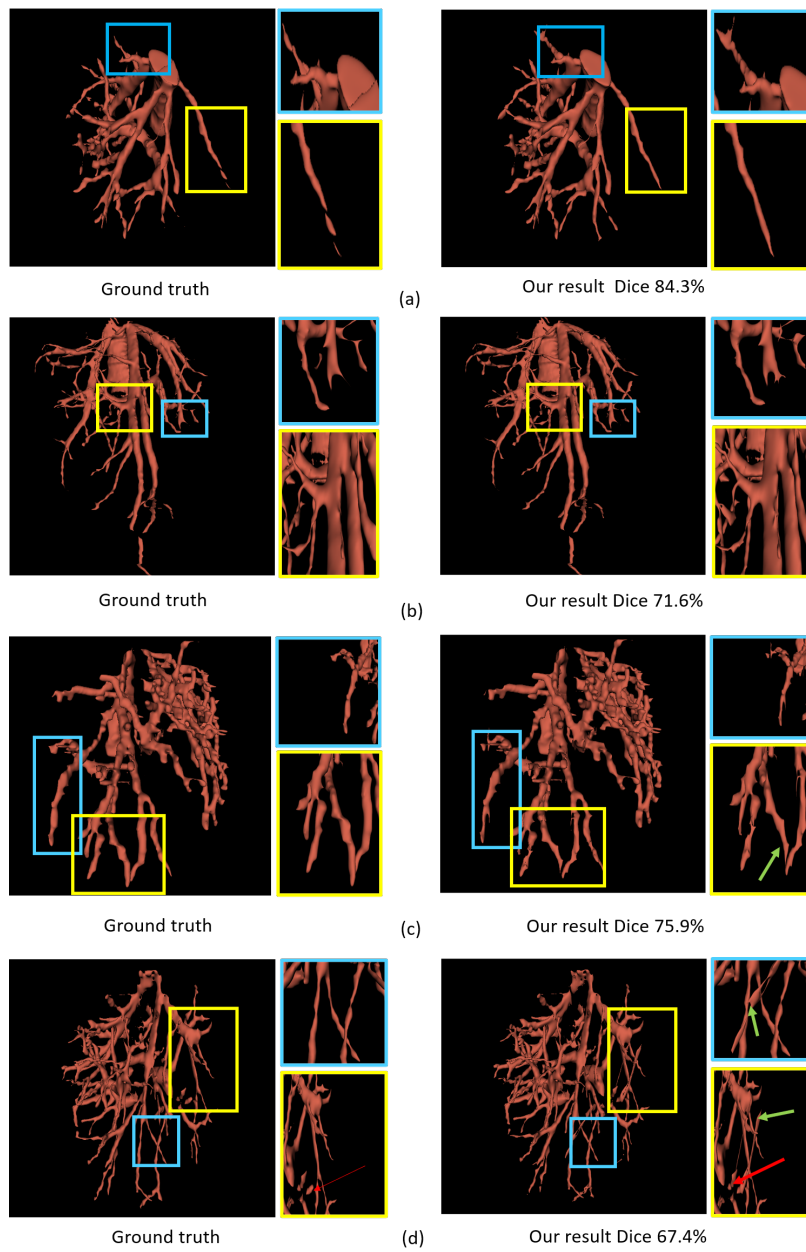 Ground truth
Our result  Dice 84.3%
(a)
Ground truth
Our result Dice 71.6%
(b)
Ground truth
Our result Dice 75.9%
(c)
Ground truth
Our result Dice 67.4%
(d)